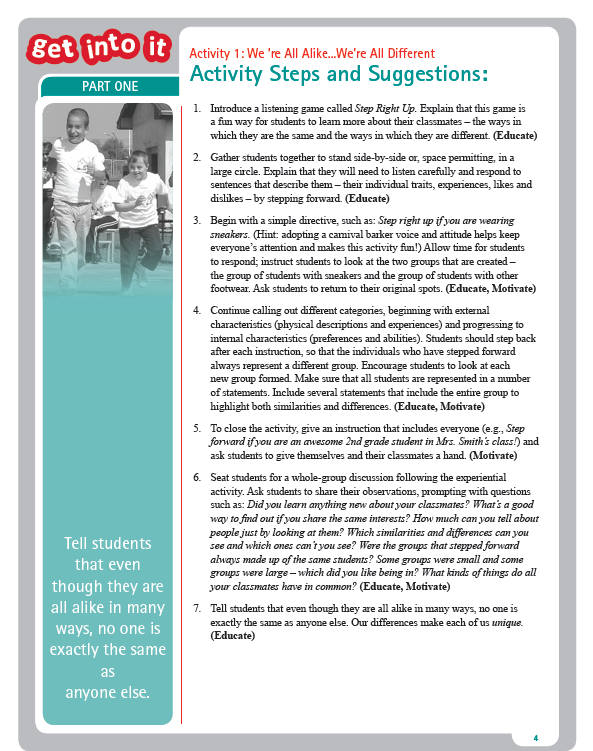 get into it
PART ONE
Activity 1: We 're All Alike...We're All Different
Activity Steps and Suggestions:
1. Introduce a listening game called Step Right Up. Explain that this game is
a fun way for students to learn more about their classmates – the ways in
which they are the same and the ways in which they are different. (Educate)
2. Gather students together to stand side-by-side or, space permitting, in a
large circle. Explain that they will need to listen carefully and respond to
sentences that describe them – their individual traits, experiences, likes and
dislikes – by stepping forward. (Educate)
3. Begin with a simple directive, such as: Step right up if you are wearing
sneakers. (Hint: adopting a carnival barker voice and attitude helps keep
everyone's attention and makes this activity fun!) Allow time for students
to respond; instruct students to look at the two groups that are created –
the group of students with sneakers and the group of students with other
footwear. Ask students to return to their original spots. (Educate, Motivate)
4. Continue calling out different categories, beginning with external
characteristics (physical descriptions and experiences) and progressing to
internal characteristics (preferences and abilities). Students should step back
after each instruction, so that the individuals who have stepped forward
always represent a different group. Encourage students to look at each
new group formed. Make sure that all students are represented in a number
of statements. Include several statements that include the entire group to
highlight both similarities and differences. (Educate, Motivate)
5. To close the activity, give an instruction that includes everyone (e.g., Step
forward if you are an awesome 2nd grade student in Mrs. Smith's class!) and
ask students to give themselves and their classmates a hand. (Motivate)
6. Seat students for a whole-group discussion following the experiential
activity. Ask students to share their observations, prompting with questions
such as: Did you learn anything new about your classmates? What's a good
way to find out if you share the same interests? How much can you tell about
people just by looking at them? Which similarities and differences can you
see and which ones can't you see? Were the groups that stepped forward
always made up of the same students? Some groups were small and some
groups were large – which did you like being in? What kinds of things do all
your classmates have in common? (Educate, Motivate)
7. Tell students that even though they are all alike in many ways, no one is
exactly the same as anyone else. Our differences make each of us unique.
(Educate)
Tell students
that even
though they are
all alike in many
ways, no one is
exactly the same
as
anyone else.
4